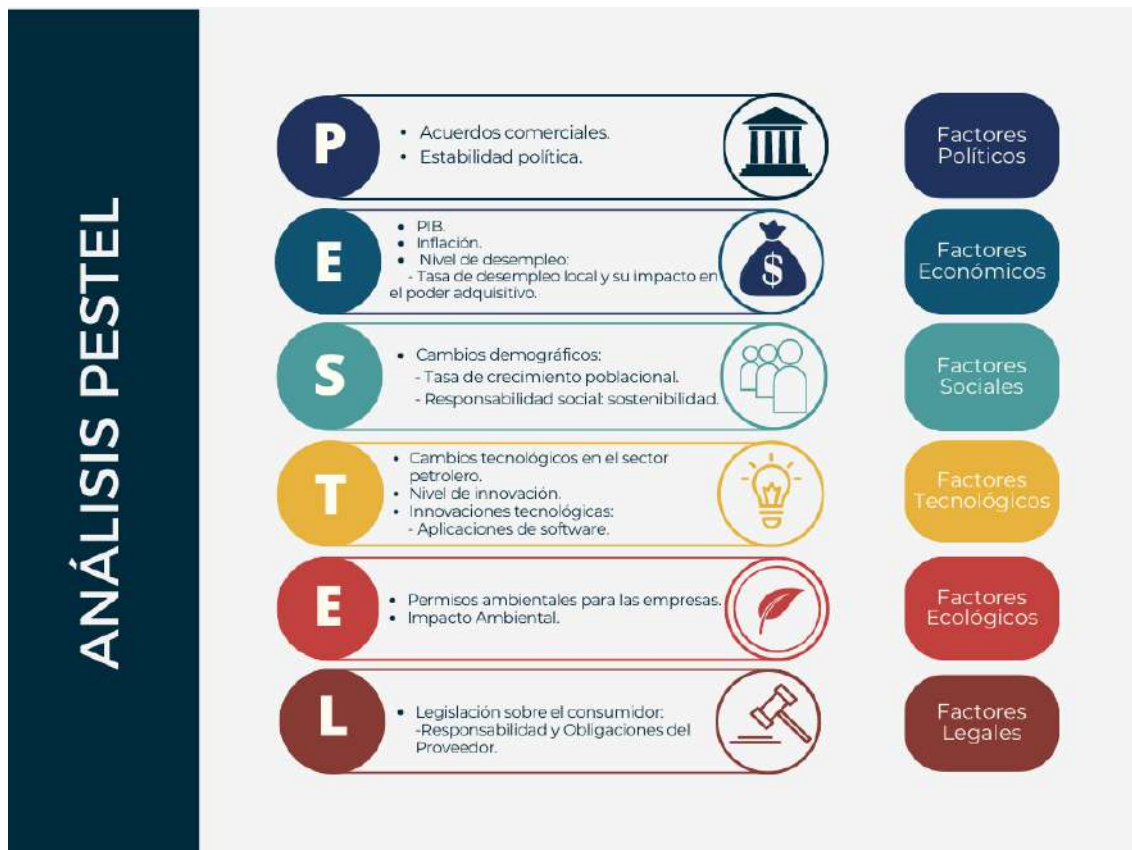 ANÁLISIS PESTEL
P
• Acuerdos comerciales.
• Estabilidad política.
Factores
Políticos
E
• PIB.
• Inflación.
• Nivel de desempleo:
- Tasa de desempleo local y su impacto en
el poder adquisitivo.
$
Factores
Económicos
S
• Cambios demográficos:
- Tasa de crecimiento poblacional.
- Responsabilidad social: sostenibilidad.
Factores
Sociales
T
• Cambios tecnológicos en el sector
petrolero.
• Nivel de innovación.
• Innovaciones tecnológicas:
- Aplicaciones de software.
Factores
Tecnológicos
E
• Permisos ambientales para las empresas.
• Impacto Ambiental.
Factores
Ecológicos
L
• Legislación sobre el consumidor:
-Responsabilidad y Obligaciones del
Proveedor.
Factores
Legales